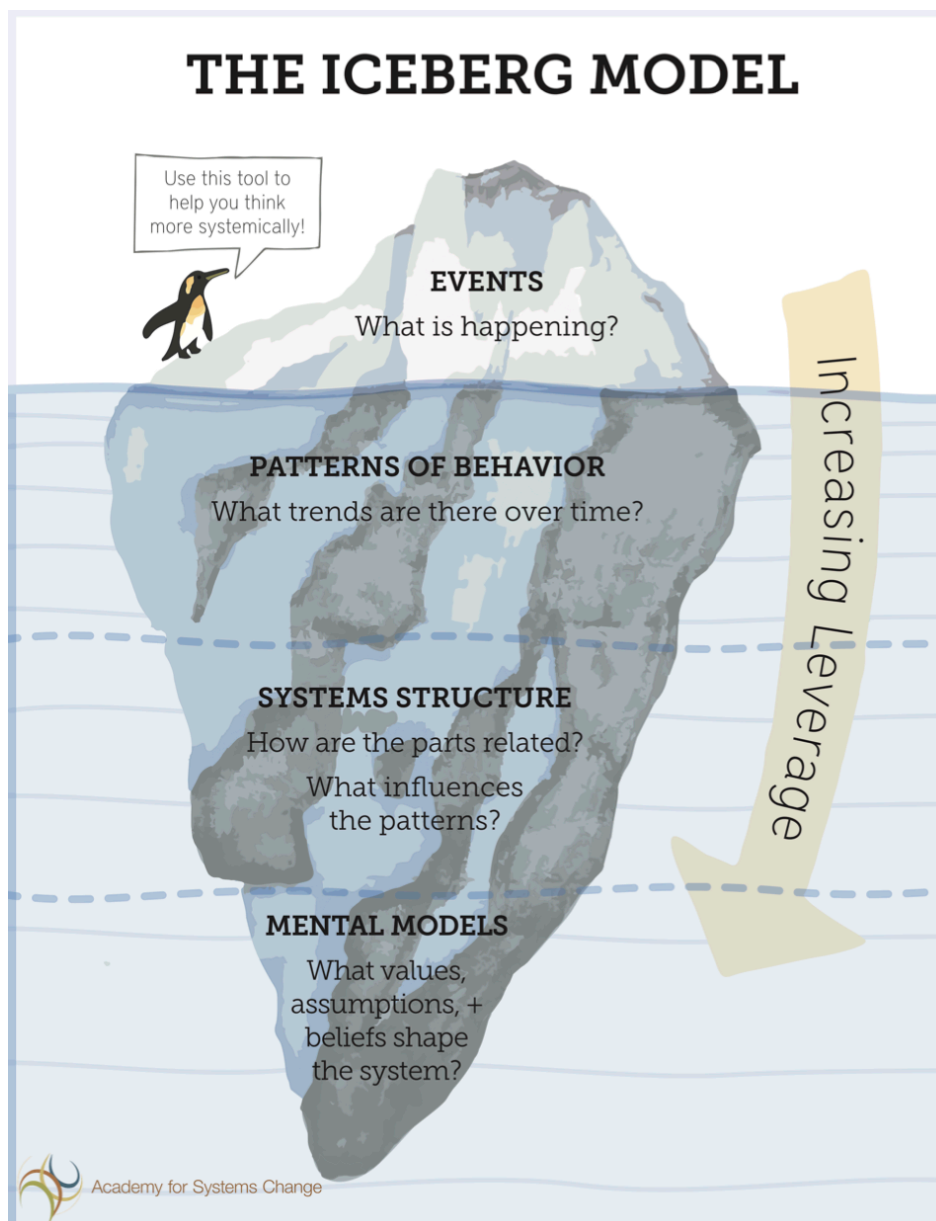 THE ICEBERG MODEL
Use this tool to
help you think
more systemically!
EVENTS
What is happening?
PATTERNS OF BEHAVIOR
What trends are there over time?
SYSTEMS STRUCTURE
How are the parts related?
What influences
the patterns?
MENTAL MODELS
What values,
assumptions, +
beliefs shape
the system?
Increasing Leverage
Academy for Systems Change